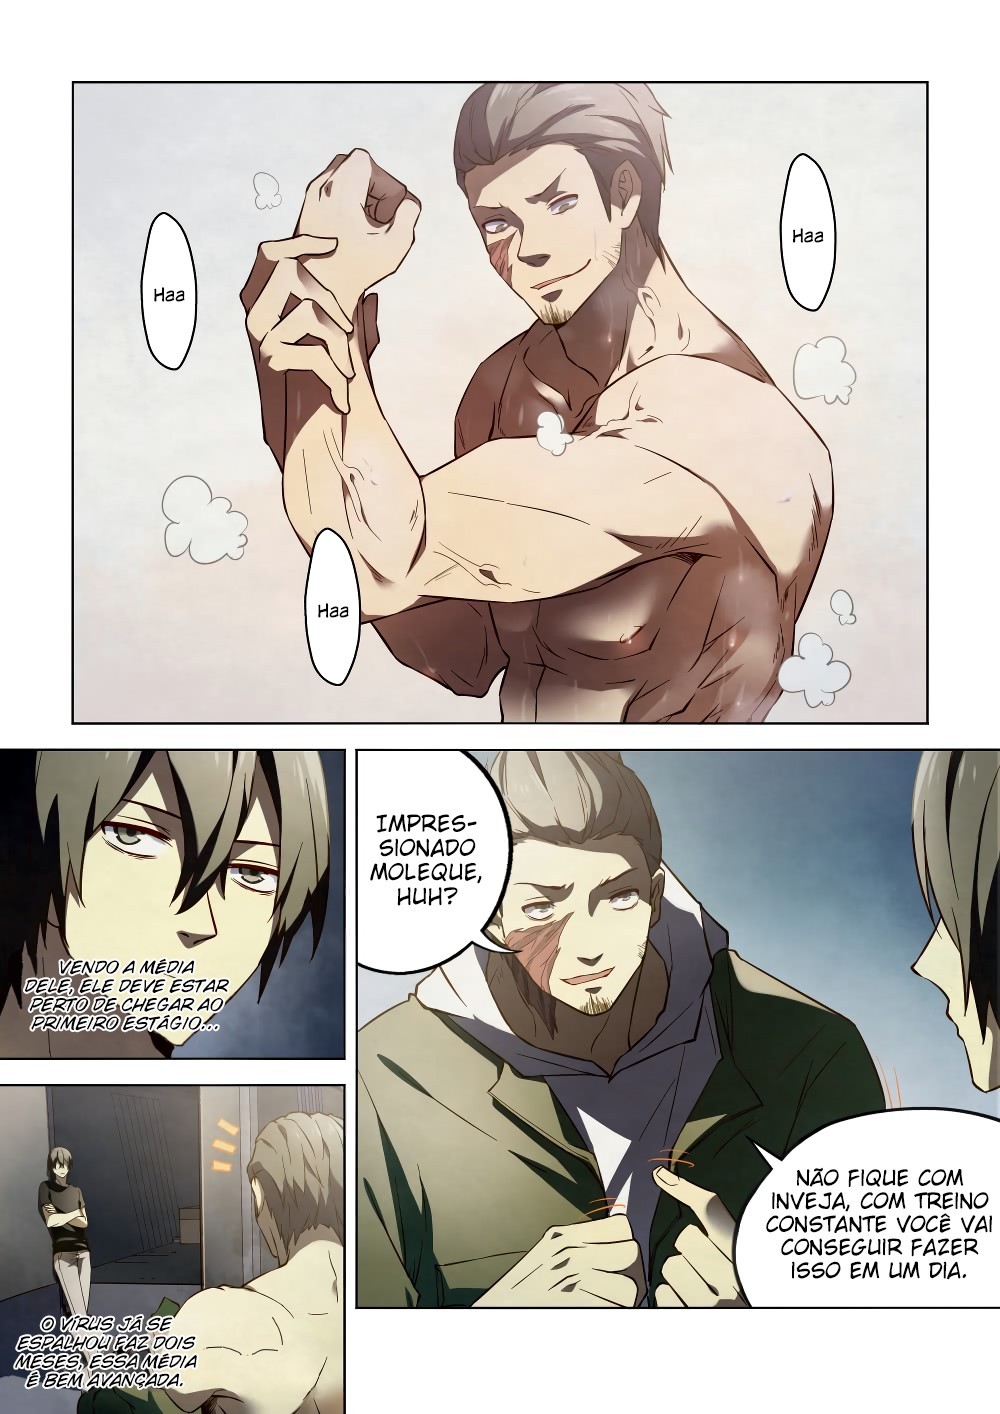 Haa
Haa
Haa
VENDO A MÉDIA
DELE, ELE DEVE ESTAR
PERTO DE CHEGAR AO
PRIMEIRO ESTÁGIO...
IMPRES-
SIONADO
MOLEQUE,
HUH?
NÃO FIQUE COM
INVEJA, COM TREINO
CONSTANTE VOCÊ VAI
CONSEGUIR FAZER
ISSO EM UM DIA.
O VÍRUS JÁ SE
ESPALHOU FAZ DOIS
MESES, ESSA MÉDIA
É BEM AVANÇADA.